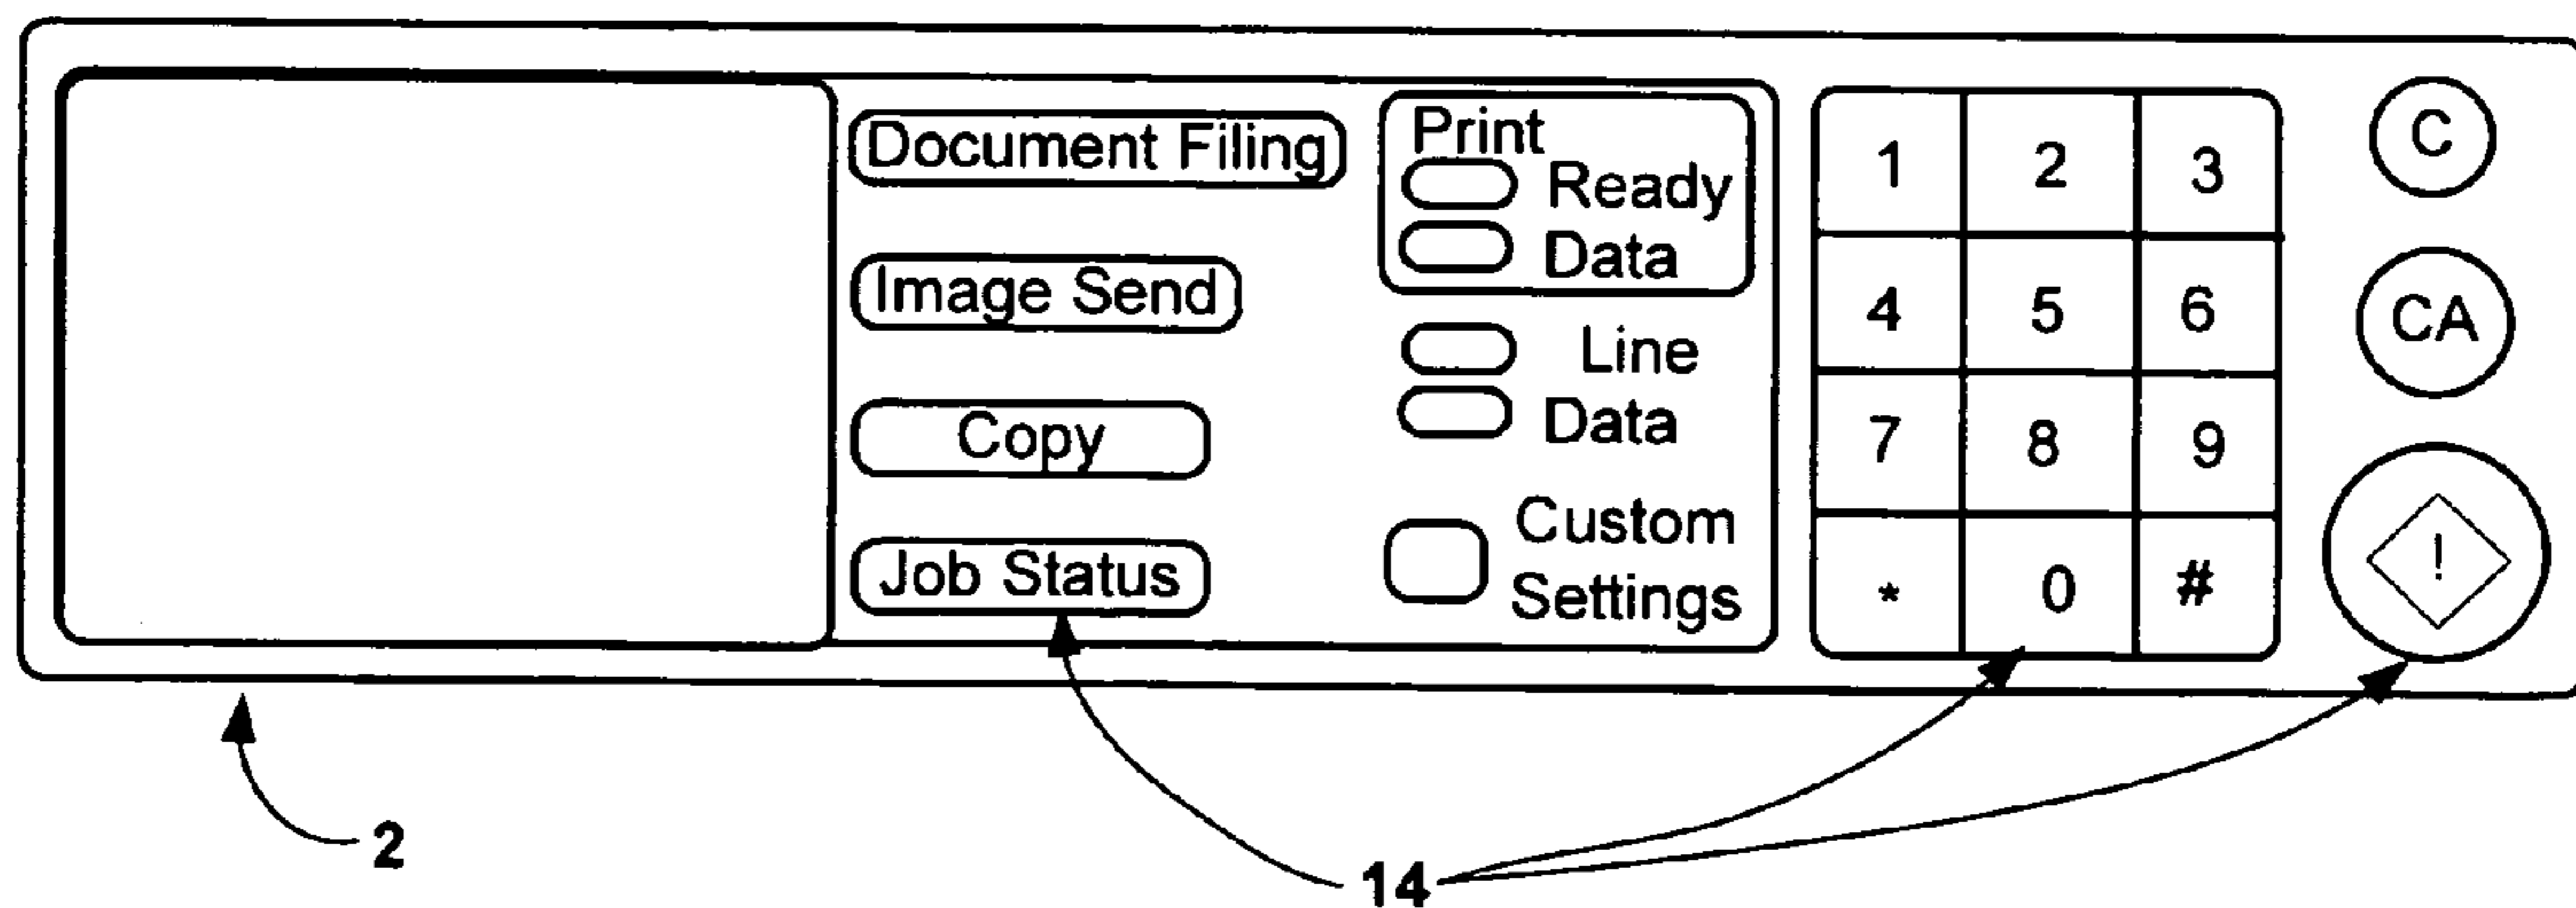 Document Filing
Image Send
Copy
Job Status
Print
Ready
Data
Line
Data
Custom
Settings
1 2 3
4 5 6
7 8 9
* 0 #
C
CA
!
2
14